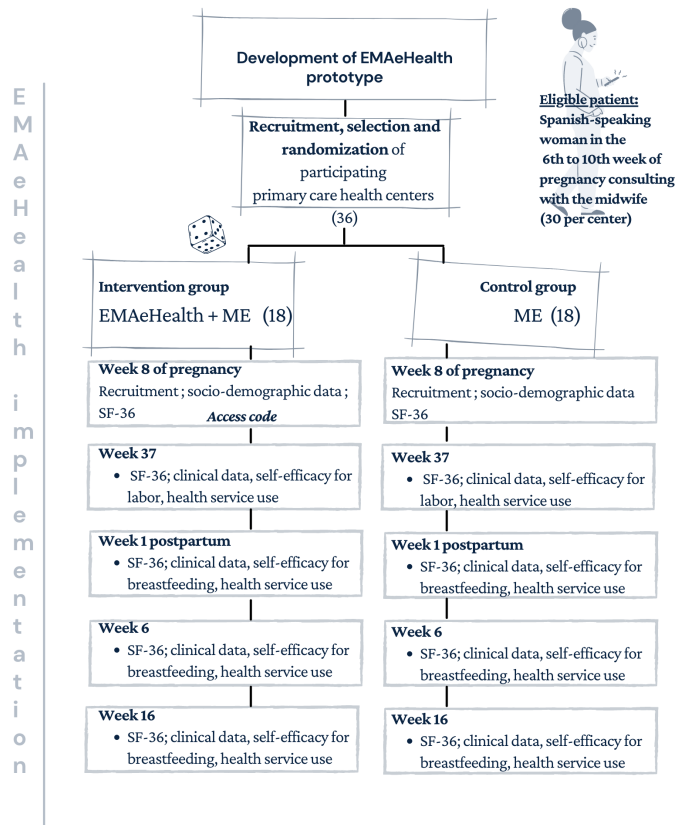 EMAeHealth implementation
Development of EMAeHealth
prototype
Recruitment, selection and
randomization of
participating
primary care health centers
(36)
Eligible patient:
Spanish-speaking
woman in the
6th to 10th week of
pregnancy consulting
with the midwife
(30 per center)
Intervention group
EMAeHealth + ME (18)
Control group
ME (18)
Week 8 of pregnancy
Recruitment ; socio-demographic data ;
SF-36 Access code
Week 8 of pregnancy
Recruitment ; socio-demographic data
SF-36
Week 37
• SF-36; clinical data, self-efficacy for
labor, health service use
Week 37
• SF-36; clinical data, self-efficacy for
labor, health service use
Week 1 postpartum
• SF-36; clinical data, self-efficacy for
breastfeeding, health service use
Week 1 postpartum
• SF-36; clinical data, self-efficacy for
breastfeeding, health service use
Week 6
• SF-36; clinical data, self-efficacy for
breastfeeding, health service use
Week 6
• SF-36; clinical data, self-efficacy for
breastfeeding, health service use
Week 16
• SF-36; clinical data, self-efficacy for
breastfeeding, health service use
Week 16
• SF-36; clinical data, self-efficacy for
breastfeeding, health service use